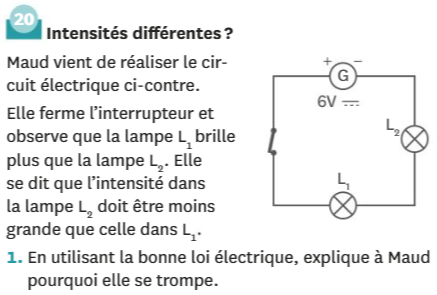 20
Intensités différentes ?
Maud vient de réaliser le cir-
cuit électrique ci-contre.
Elle ferme l'interrupteur et
observe que la lampe L₁ brille
plus que la lampe L₂. Elle
se dit que l'intensité dans
la lampe L₂ doit être moins
grande que celle dans L₁.
+ −
G
6V ⎓
L₂
L₁
1. En utilisant la bonne loi électrique, explique à Maud
pourquoi elle se trompe.